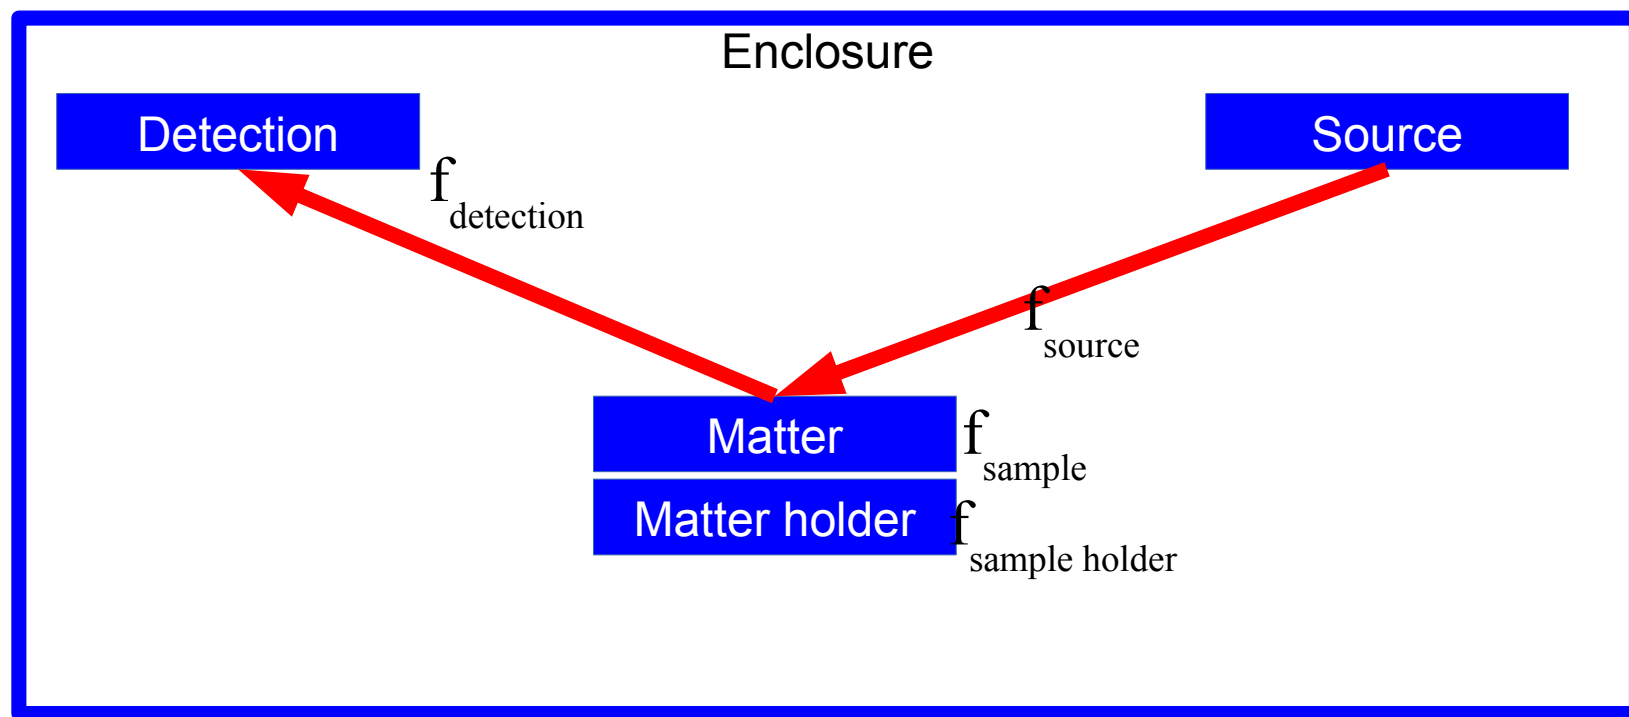 Enclosure
Detection
Source
f detection
f source
Matter
f sample
Matter holder
f sample holder